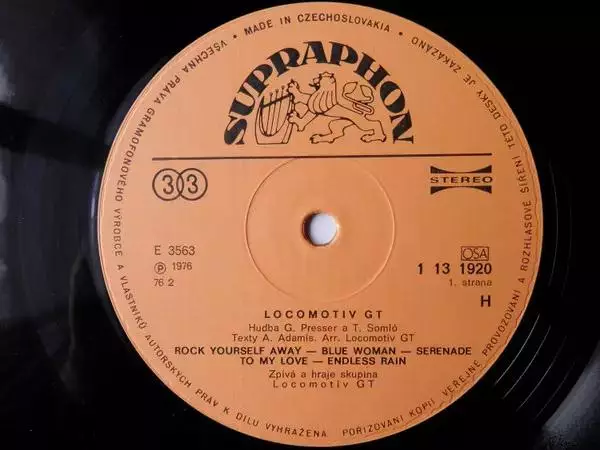 MADE IN CZECHOSLOVAKIA • VŠECHNA PRÁVA GRAMOFONOVÉHO VÝROBCE A VLASTNÍKŮ AUTORSKÝCH PRÁV K DÍLU VYHRAŽENA. POŘIZOVÁNÍ KOPIÍ VEŘEJNÉ PROVOZOVÁNÍ A ROZHLASOVÉ ŠÍŘENÍ TÉTO DESKY JE ZAKÁZÁNO •
SUPRAPHON
33
STEREO
E 3563
℗ 1976
76 2
OSA
1 13 1920
1. strana
H
LOCOMOTIV GT
Hudba G. Presser a T. Somló
Texty A. Adamis. Arr. Locomotiv GT
ROCK YOURSELF AWAY — BLUE WOMAN — SERENADE
TO MY LOVE — ENDLESS RAIN
Zpívá a hraje skupina
Locomotiv GT